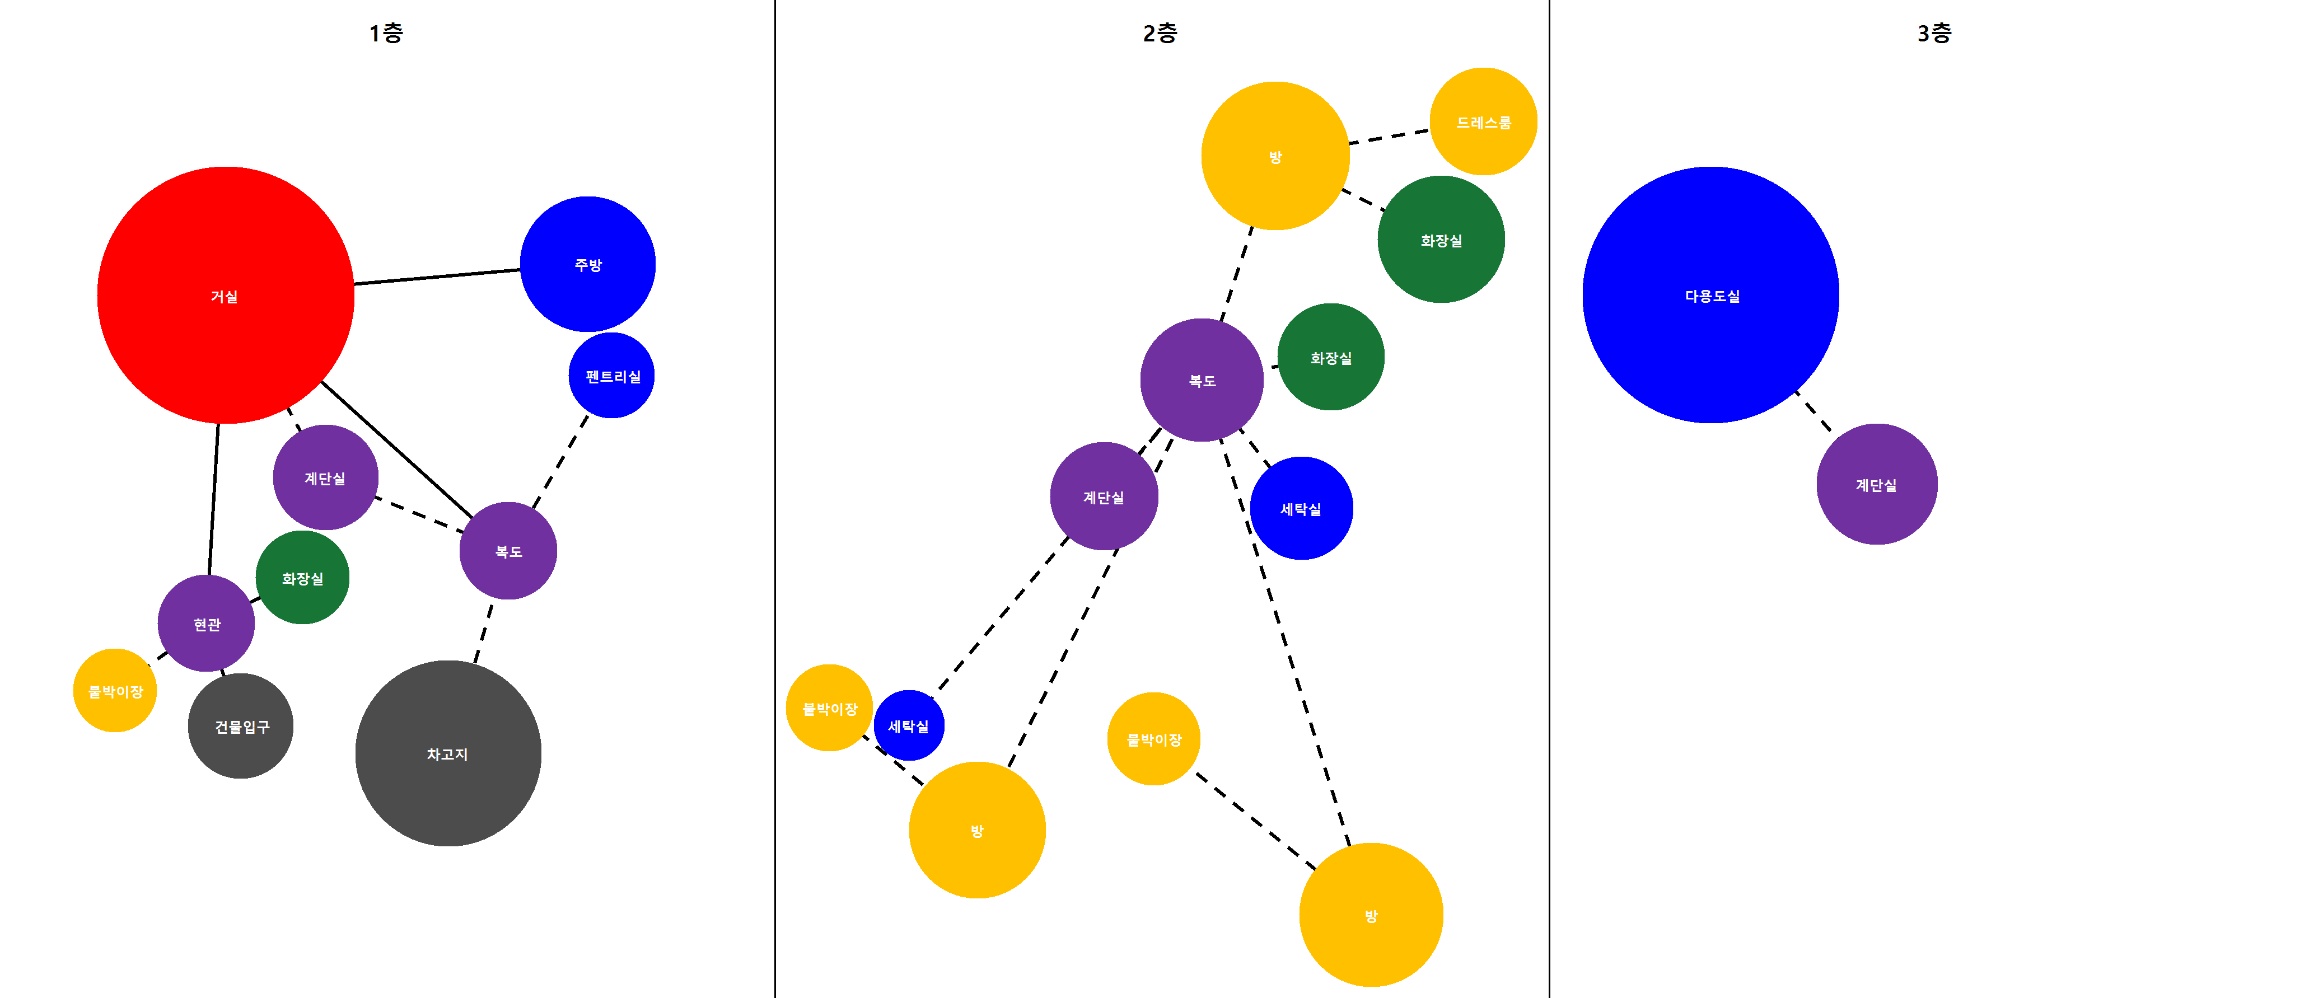 1층
거실
주방
펜트리실
계단실
복도
화장실
현관
붙박이장
건물입구
차고지
2층
드레스룸
방
화장실
화장실
복도
계단실
세탁실
붙박이장
세탁실
붙박이장
방
방
3층
다용도실
계단실